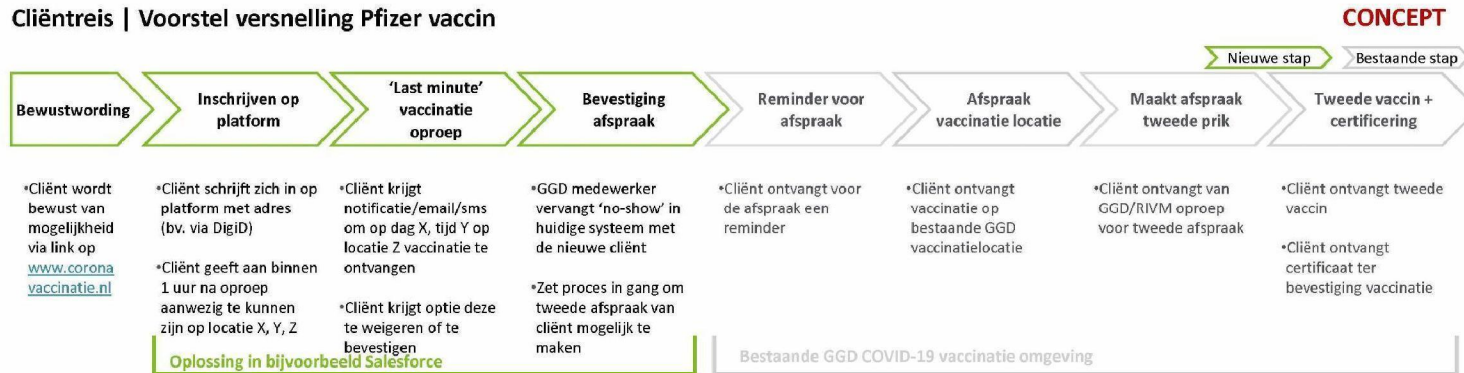 Cliëntreis | Voorstel versnelling Pfizer vaccin
CONCEPT
Nieuwe stap
Bestaande stap
Bewustwording
Inschrijven op
platform
‘Last minute’
vaccinatie
oproep
Bevestiging
afspraak
Reminder voor
afspraak
Afspraak
vaccinatie locatie
Maakt afspraak
tweede prik
Tweede vaccin +
certificering
•Cliënt wordt
bewust van
mogelijkheid
via link op
www.corona
vaccinatie.nl
•Cliënt schrijft zich in op
platform met adres
(bv. via DigiD)
•Cliënt geeft aan binnen
1 uur na oproep
aanwezig te kunnen
zijn op locatie X, Y, Z
•Cliënt krijgt
notificatie/email/sms
om op dag X, tijd Y op
locatie Z vaccinatie te
ontvangen
•Cliënt krijgt optie deze
te weigeren of te
bevestigen
•GGD medewerker
vervangt ‘no-show’ in
huidige systeem met
de nieuwe cliënt
•Zet proces in gang om
tweede afspraak van
cliënt mogelijk te
maken
•Cliënt ontvangt voor
de afspraak een
reminder
•Cliënt ontvangt
vaccinatie op
bestaande GGD
vaccinatielocatie
•Cliënt ontvangt van
GGD/RIVM oproep
voor tweede afspraak
•Cliënt ontvangt tweede
vaccin
•Cliënt ontvangt
certificaat ter
bevestiging vaccinatie
Oplossing in bijvoorbeeld Salesforce
Bestaande GGD COVID-19 vaccinatie omgeving